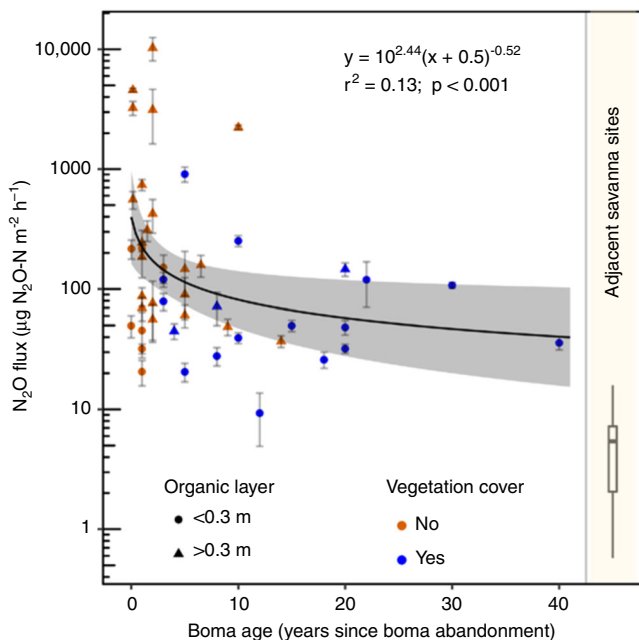 y = 10^2.44(x + 0.5)^-0.52
r² = 0.13; p < 0.001
10,000
1000
100
10
1
N₂O flux (μg N₂O-N m⁻² h⁻¹)
Adjacent savanna sites
Organic layer
<0.3 m
>0.3 m
Vegetation cover
No
Yes
0 10 20 30 40
Boma age (years since boma abandonment)